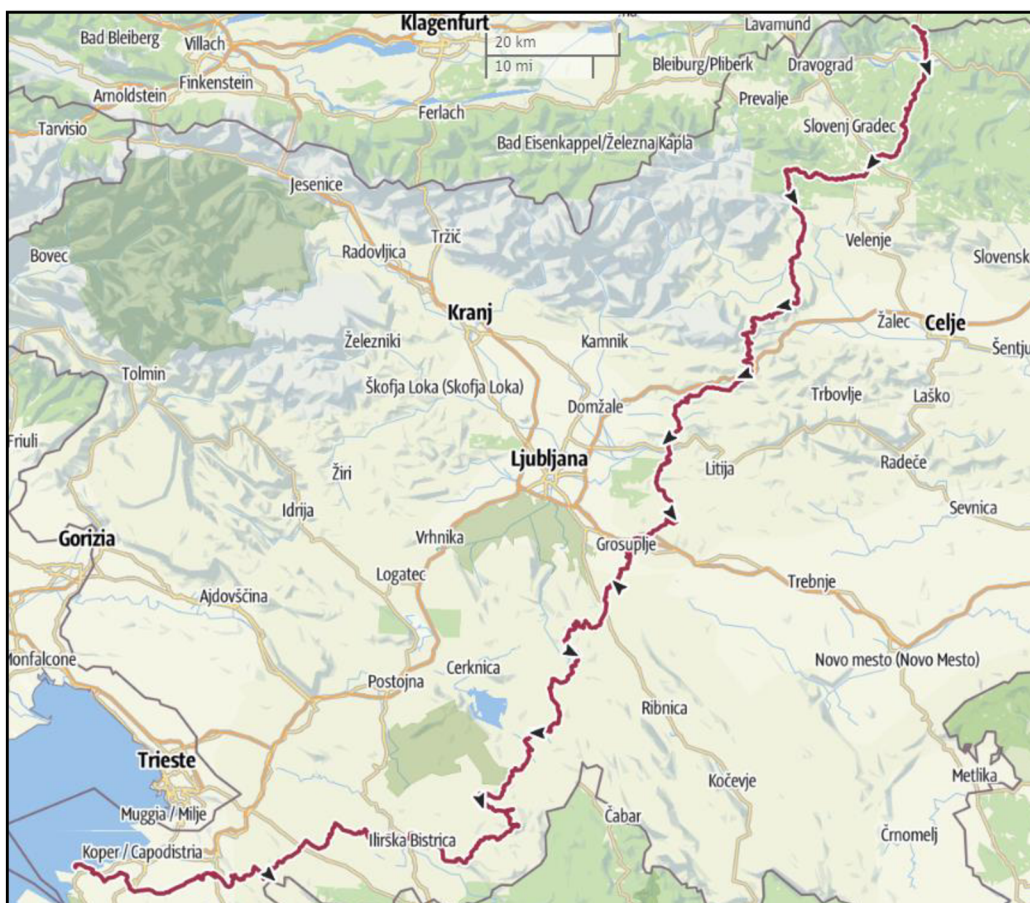 Klagenfurt
Lavamund
Bad Bleiberg
Villach
20 km
10 mi
Bleiburg/Pliberk
Dravograd
Finkenstein
Arnoldstein
Ferlach
Prevalje
Tarvisio
Slovenj Gradec
Bad Eisenkappel/Železna Kapla
Jesenice
Tržič
Velenje
Bovec
Radovljica
Slovensk
Kranj
Žalec
Celje
Železniki
Kamnik
Šentju
Tolmin
Škofja Loka (Skofja Loka)
Domžale
Trbovlje
Laško
Friuli
Ljubljana
Litija
Radeče
Žiri
Idrija
Sevnica
Gorizia
Vrhnika
Grosuplje
Logatec
Trebnje
Ajdovščina
Monfalcone
Cerknica
Novo mesto (Novo Mesto)
Postojna
Ribnica
Trieste
Kočevje
Metlika
Muggia / Milje
Čabar
Črnomelj
Koper / Capodistria
Ilirska Bistrica